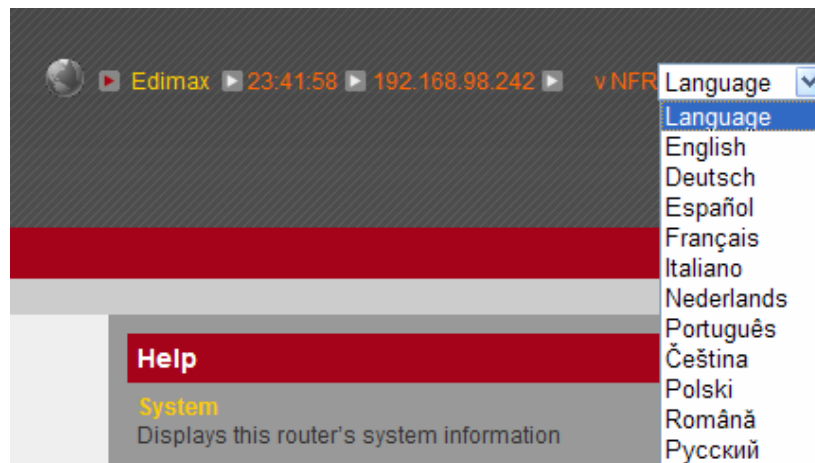 Edimax 23:41:58 192.168.98.242 v NFR Language
Language
English
Deutsch
Español
Français
Italiano
Nederlands
Português
Čeština
Polski
Română
Русский
Help
System
Displays this router's system information